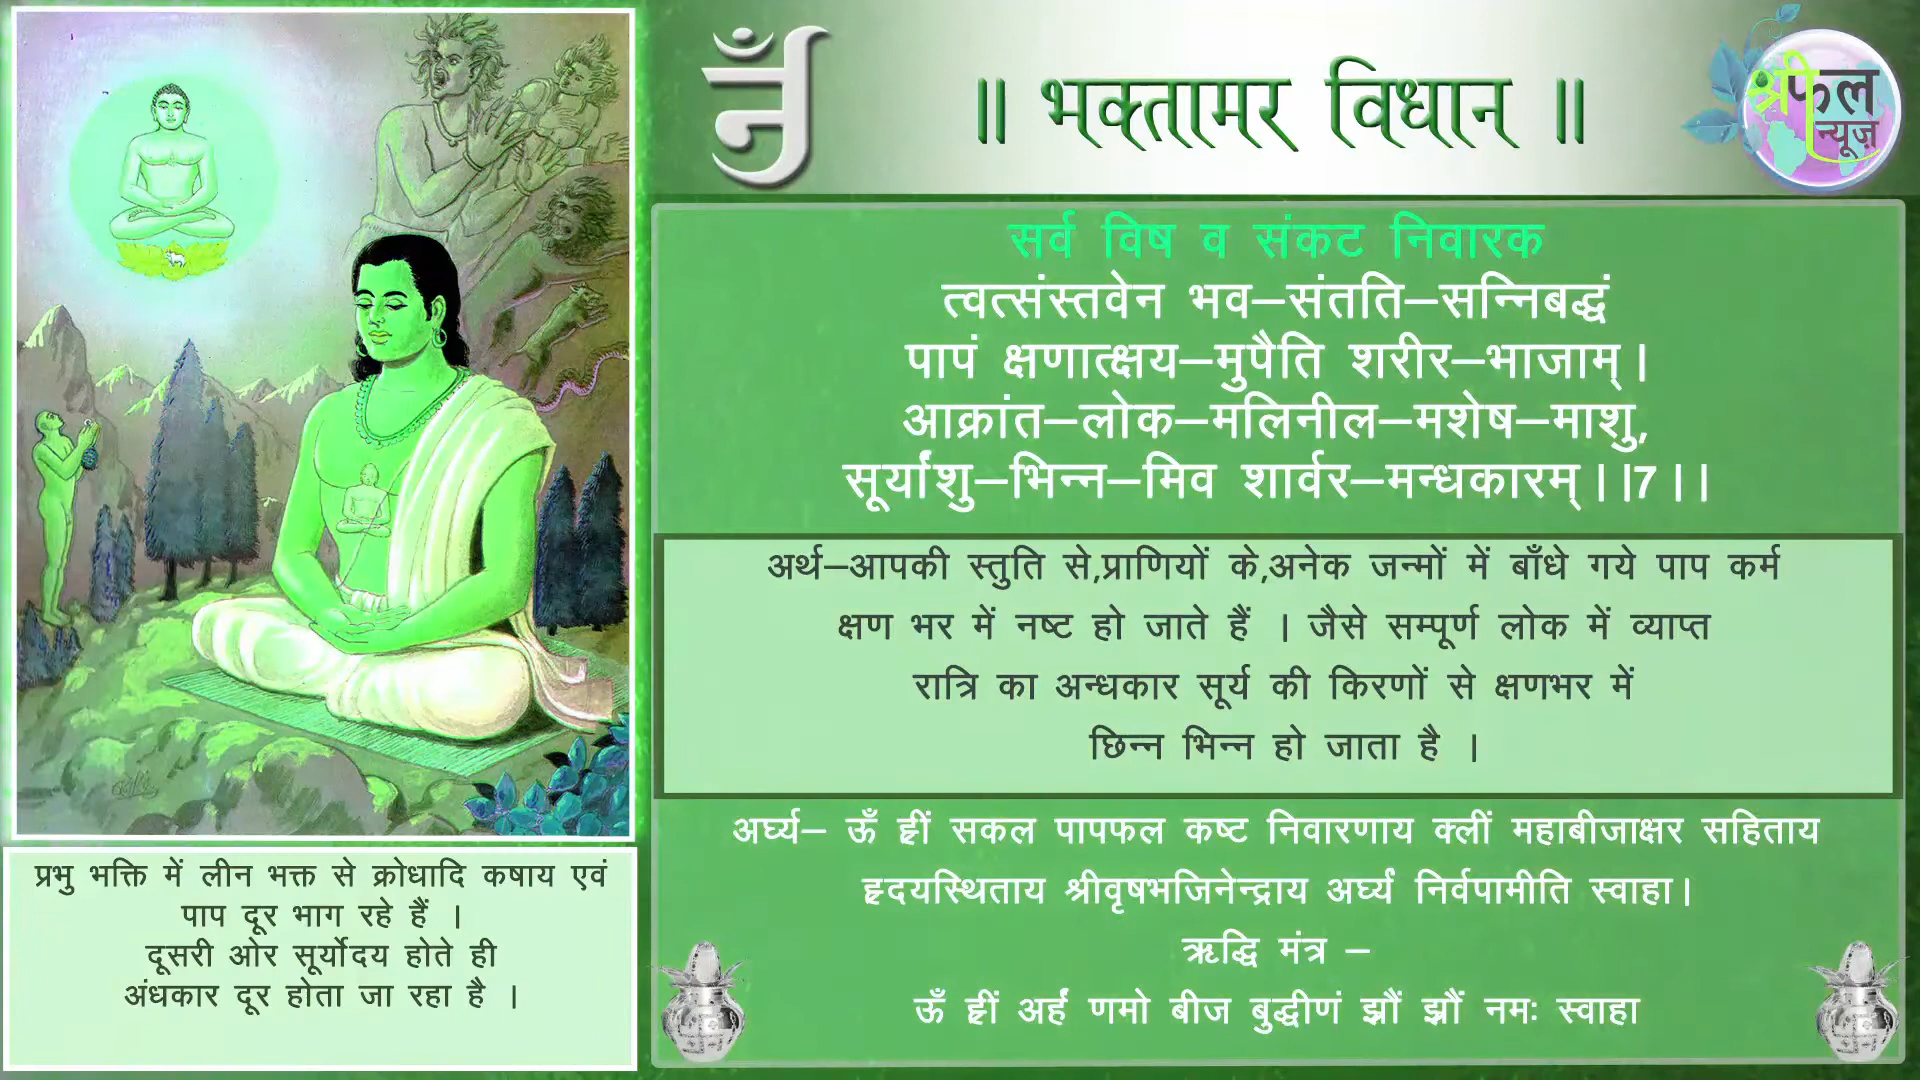 ॥ भक्तामर विधान ॥
श्रीफल
न्यूज़
सर्व विष व संकट निवारक
त्वत्संस्तवेन भव–संतति–सन्निबद्धं
पापं क्षणात्क्षय–मुपैति शरीर–भाजाम्।
आक्रांत–लोक–मलिनील–मशेष–माशु,
सूर्यांशु–भिन्न–मिव शार्वर–मन्धकारम्।।7।।
अर्थ–आपकी स्तुति से,प्राणियों के,अनेक जन्मों में बाँधे गये पाप कर्म
क्षण भर में नष्ट हो जाते हैं । जैसे सम्पूर्ण लोक में व्याप्त
रात्रि का अन्धकार सूर्य की किरणों से क्षणभर में
छिन्न भिन्न हो जाता है ।
अर्घ्य– ऊँ ह्रीं सकल पापफल कष्ट निवारणाय क्लीं महाबीजाक्षर सहिताय
हृदयस्थिताय श्रीवृषभजिनेन्द्राय अर्घ्यं निर्वपामीति स्वाहा।
ऋद्धि मंत्र –
ऊँ ह्रीं अर्हं णमो बीज बुद्धीणं झ्रौं झ्रौं नमः स्वाहा
प्रभु भक्ति में लीन भक्त से क्रोधादि कषाय एवं
पाप दूर भाग रहे हैं ।
दूसरी ओर सूर्योदय होते ही
अंधकार दूर होता जा रहा है ।